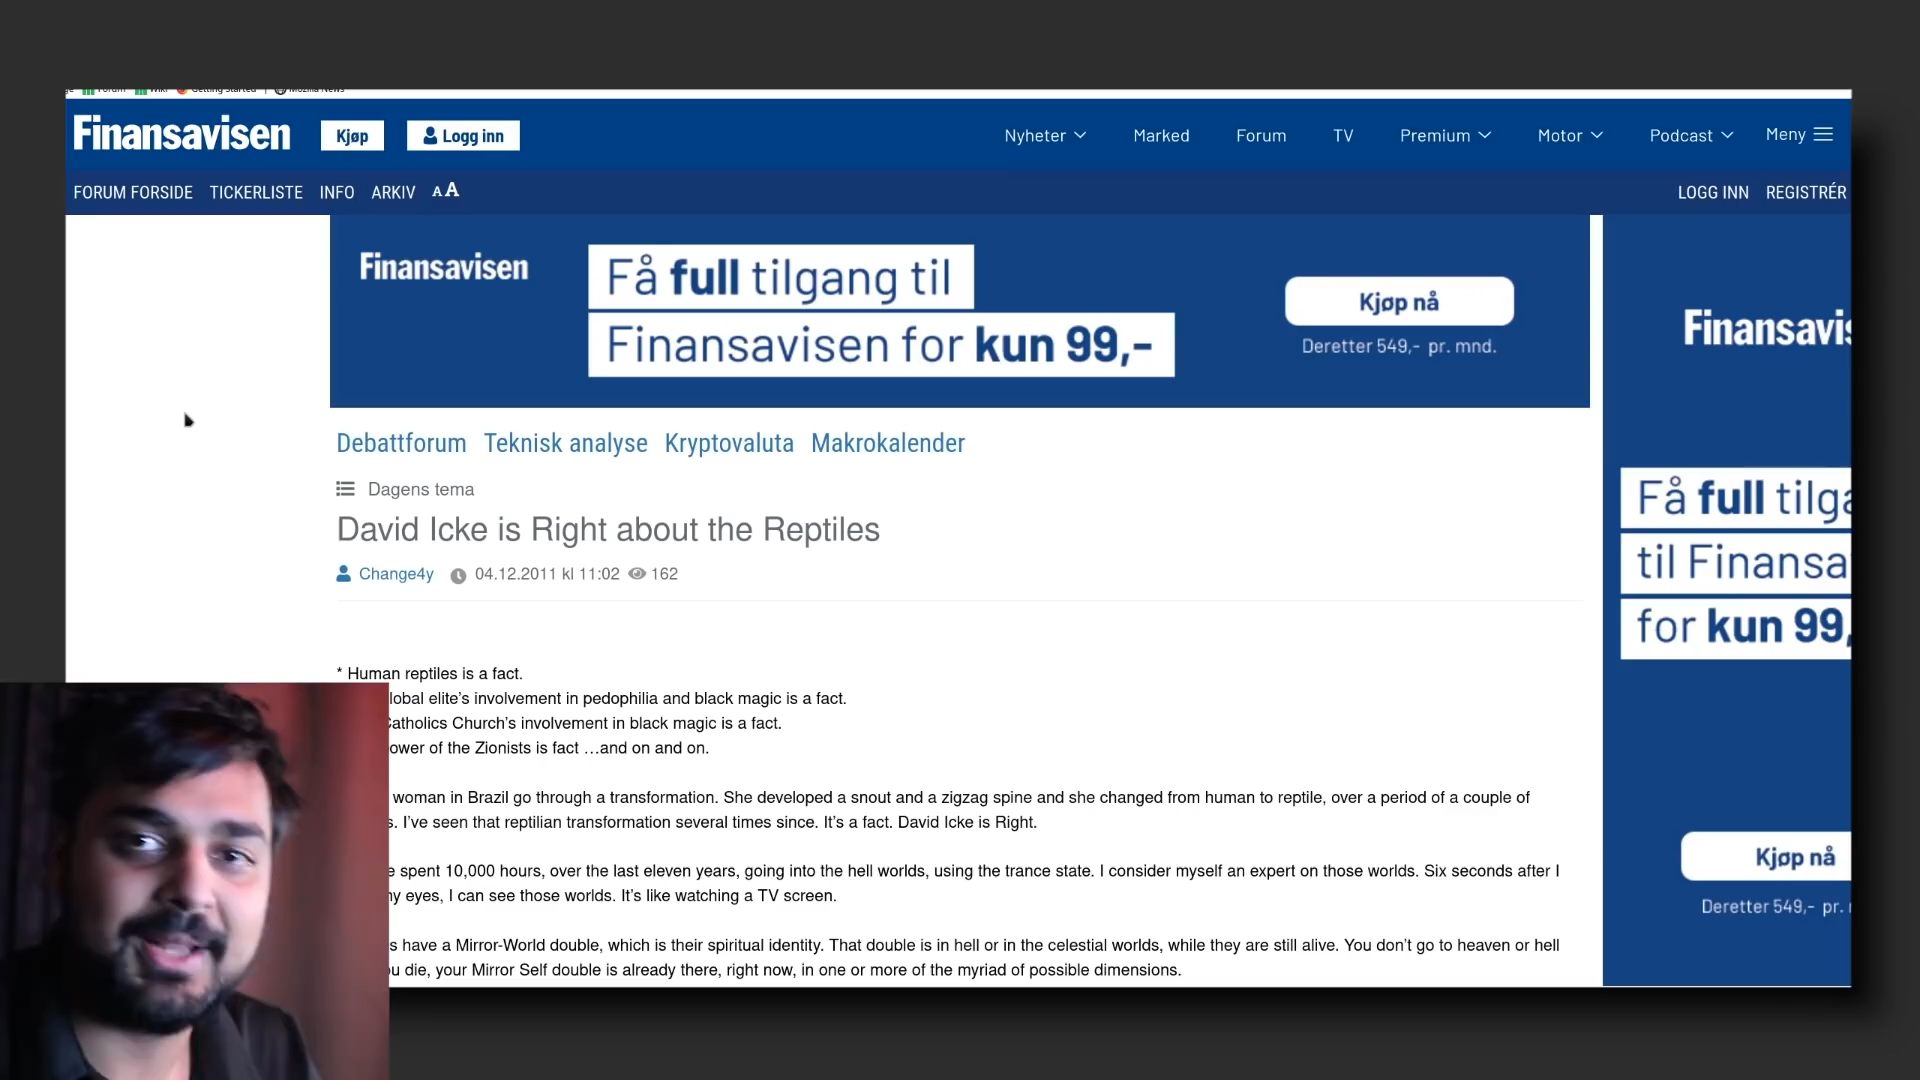 Forum Wiki Getting Started Mozilla News
Finansavisen Kjøp Logg inn Nyheter Marked Forum TV Premium Motor Podcast Meny
FORUM FORSIDE TICKERLISTE INFO ARKIV AA LOGG INN REGISTRÉR
Finansavisen
Få full tilgang til
Finansavisen for kun 99,-
Kjøp nå
Deretter 549,- pr. mnd.
Finansavis
Få full tilga
til Finansa
for kun 99,
Kjøp nå
Deretter 549,- pr.
Debattforum Teknisk analyse Kryptovaluta Makrokalender
Dagens tema
David Icke is Right about the Reptiles
Change4y 04.12.2011 kl 11:02 162
* Human reptiles is a fact.
lobal elite's involvement in pedophilia and black magic is a fact.
Catholics Church's involvement in black magic is a fact.
ower of the Zionists is fact …and on and on.
woman in Brazil go through a transformation. She developed a snout and a zigzag spine and she changed from human to reptile, over a period of a couple of
s. I've seen that reptilian transformation several times since. It's a fact. David Icke is Right.
e spent 10,000 hours, over the last eleven years, going into the hell worlds, using the trance state. I consider myself an expert on those worlds. Six seconds after I
y eyes, I can see those worlds. It's like watching a TV screen.
s have a Mirror-World double, which is their spiritual identity. That double is in hell or in the celestial worlds, while they are still alive. You don't go to heaven or hell
u die, your Mirror Self double is already there, right now, in one or more of the myriad of possible dimensions.